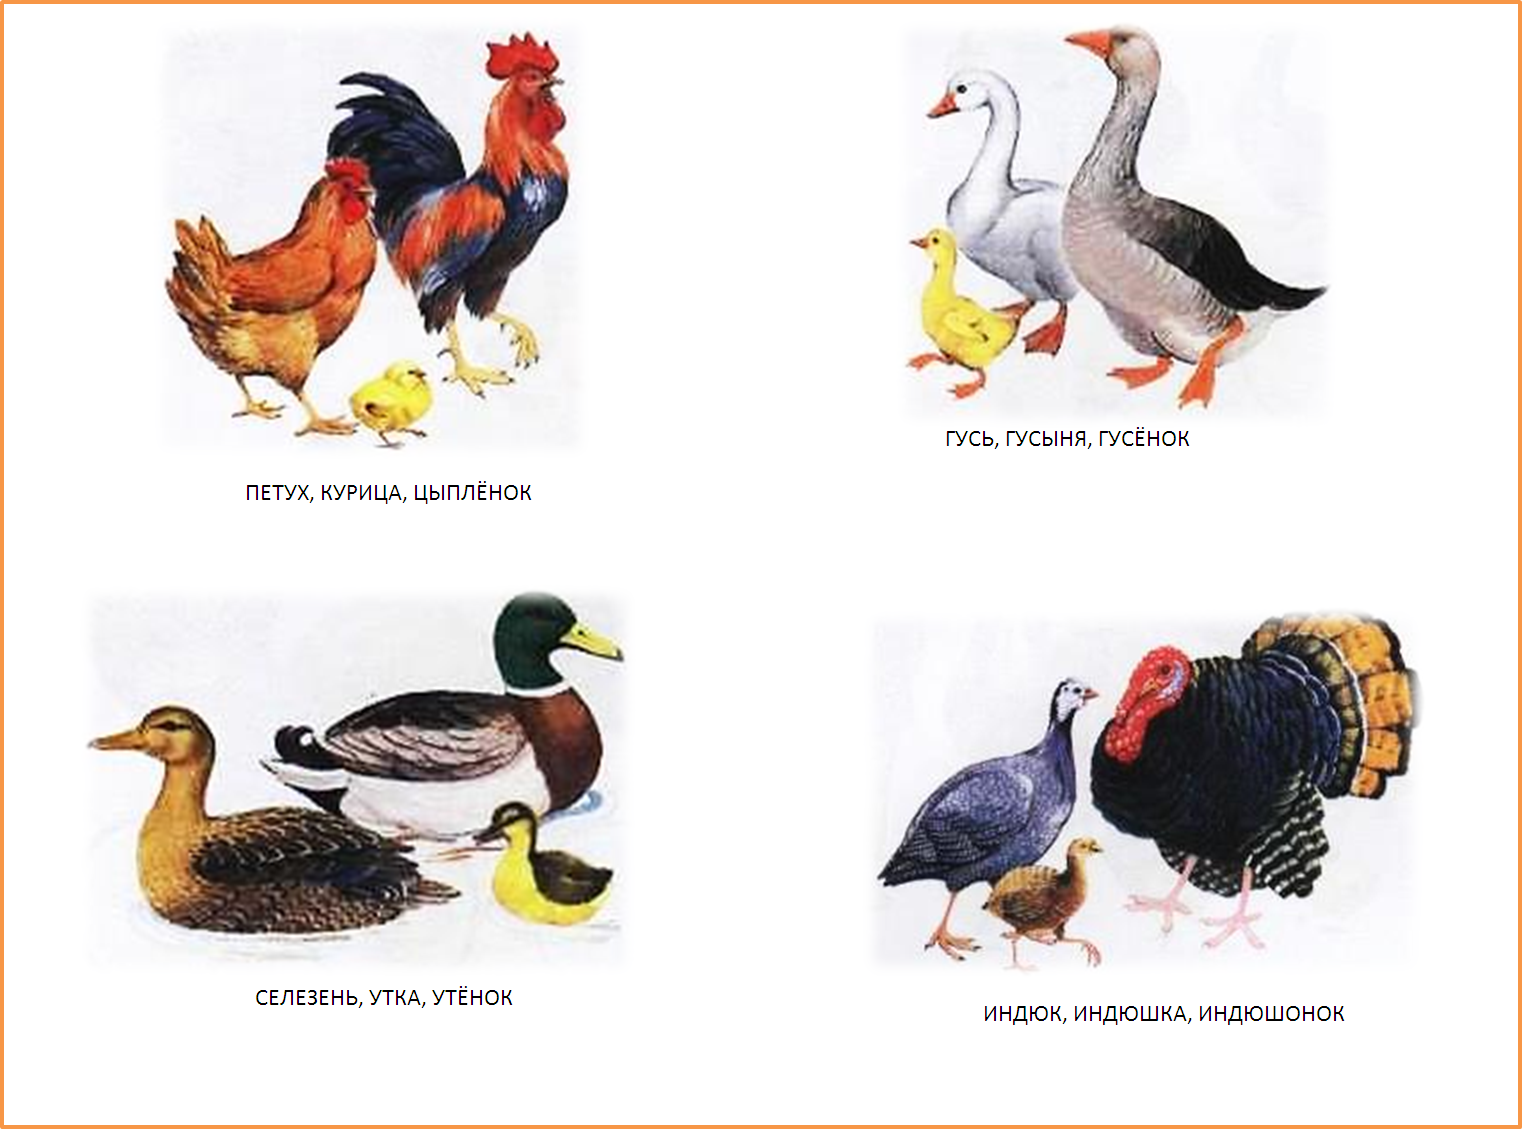 ПЕТУХ, КУРИЦА, ЦЫПЛЁНОК
ГУСЬ, ГУСЫНЯ, ГУСЁНОК
СЕЛЕЗЕНЬ, УТКА, УТЁНОК
ИНДЮК, ИНДЮШКА, ИНДЮШОНОК